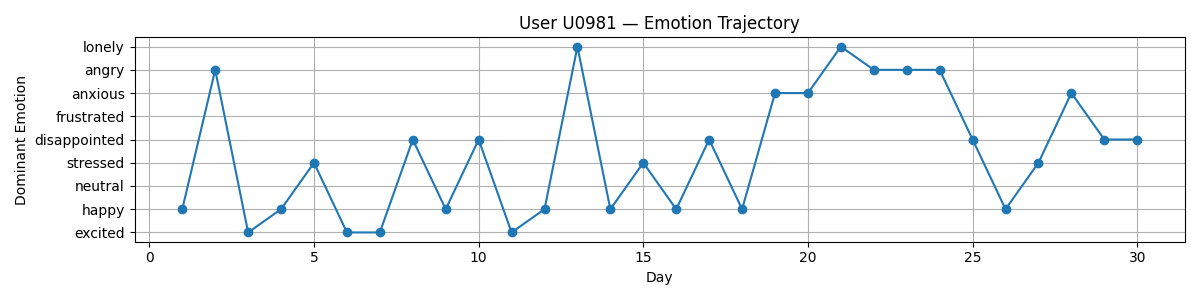 User U0981 — Emotion Trajectory
Dominant Emotion
lonely
angry
anxious
frustrated
disappointed
stressed
neutral
happy
excited
0 5 10 15 20 25 30
Day